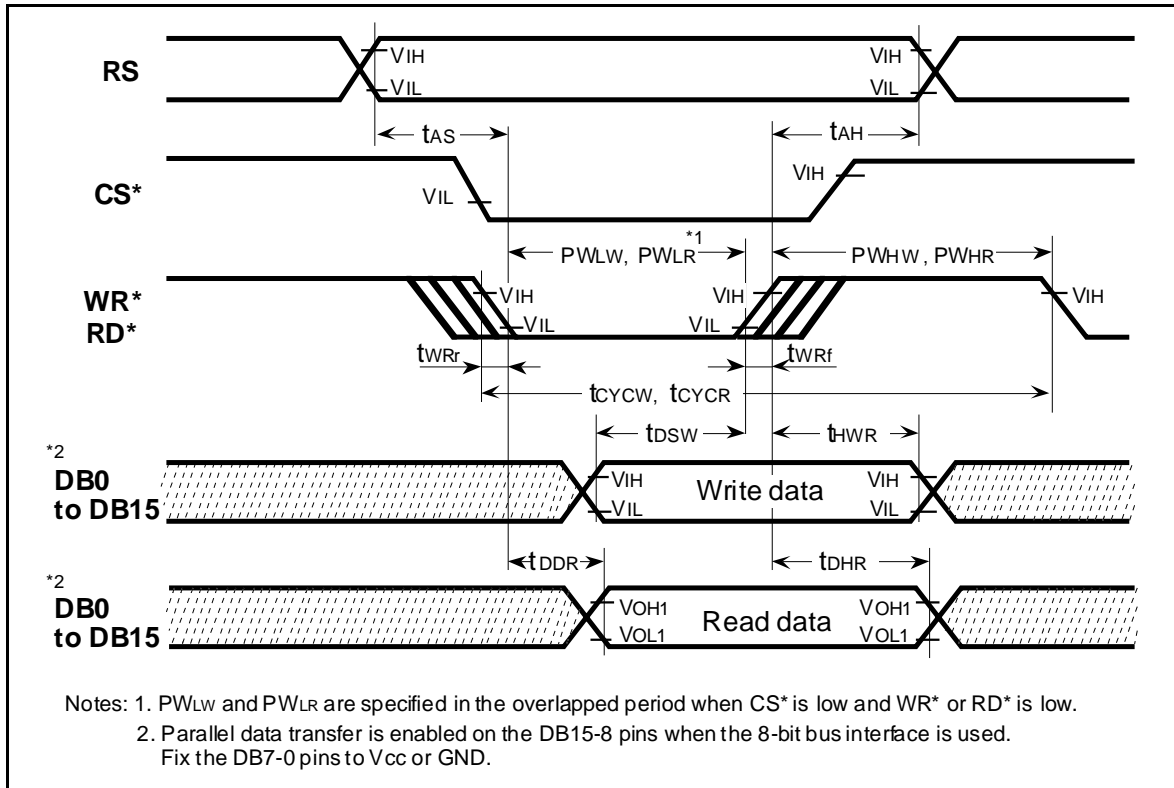 RS
VIH
VIL
VIH
VIL
tAS
tAH
CS*
VIL
VIH
PWLW, PWLR*1
PWHW, PWHR
WR*
RD*
VIH
VIL
VIH
VIL
VIH
tWRr
tWRf
tCYCW, tCYCR
tDSW
tHWR
*2
DB0
to DB15
VIH
VIL
Write data
VIH
VIL
tDDR
tDHR
*2
DB0
to DB15
VOH1
VOL1
Read data
VOH1
VOL1
Notes: 1. PWLW and PWLR are specified in the overlapped period when CS* is low and WR* or RD* is low.
2. Parallel data transfer is enabled on the DB15-8 pins when the 8-bit bus interface is used.
Fix the DB7-0 pins to Vcc or GND.